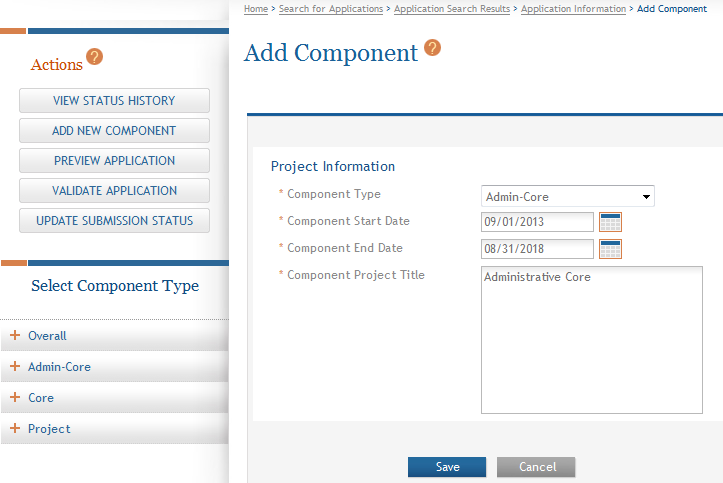 Home > Search for Applications > Application Search Results > Application Information > Add Component
Actions ?
VIEW STATUS HISTORY
ADD NEW COMPONENT
PREVIEW APPLICATION
VALIDATE APPLICATION
UPDATE SUBMISSION STATUS
Select Component Type
+ Overall
+ Admin-Core
+ Core
+ Project
Add Component ?
Project Information
* Component Type Admin-Core
* Component Start Date 09/01/2013
* Component End Date 08/31/2018
* Component Project Title Administrative Core
Save Cancel